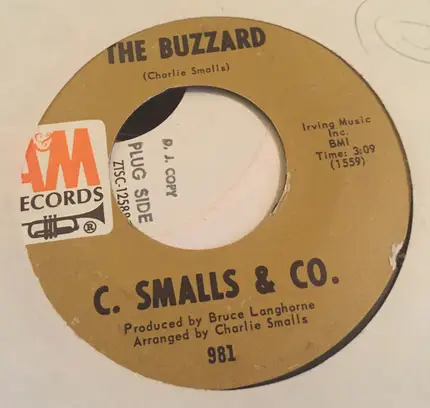 THE BUZZARD
(Charlie Smalls)
Irving Music
Inc.
BMI
Time: 3:09
(1559)
&
AM
ECORDS
®
D. J. COPY
PLUG SIDE
C. SMALLS & CO.
Produced by Bruce Langhorne
Arranged by Charlie Smalls
981